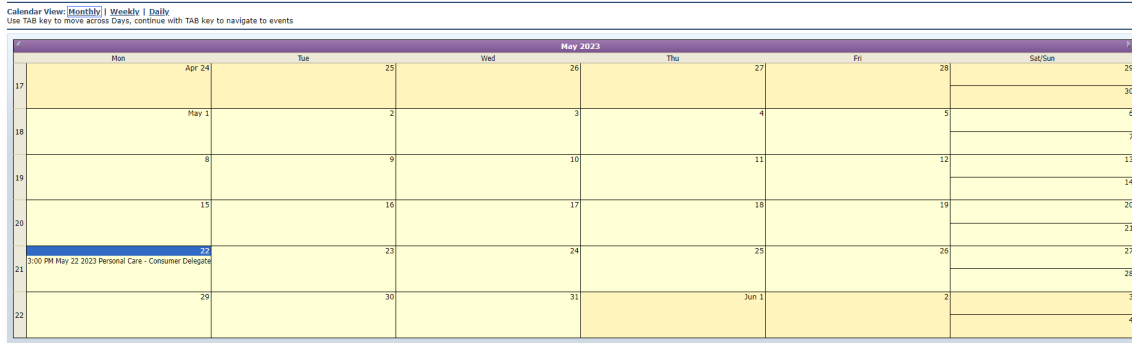 Calendar View: Monthly | Weekly | Daily
Use TAB key to move across Days, continue with TAB key to navigate to events
May 2023
Mon Tue Wed Thu Fri Sat/Sun
17 Apr 24 25 26 27 28 29
30
18 May 1 2 3 4 5 6
7
19 8 9 10 11 12 13
14
20 15 16 17 18 19 20
21
21 22 23 24 25 26 27
3:00 PM May 22 2023 Personal Care - Consumer Delegate
28
22 29 30 31 Jun 1 2 3
4